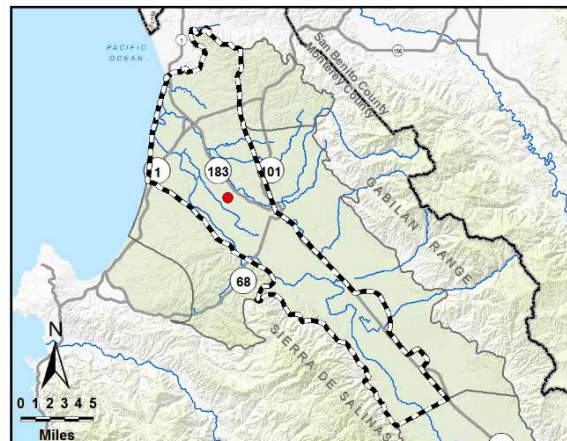 1
PACIFIC
OCEAN
156
San Benito County
Monterey County
1
183
101
GABILAN RANGE
68
SIERRA DE SALINAS
N
0 1 2 3 4 5
Miles